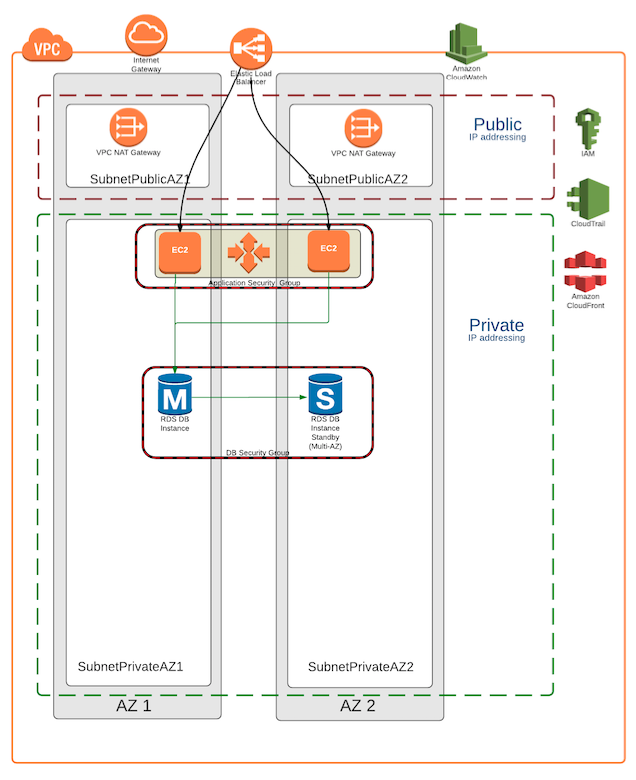 VPC
Internet
Gateway
Elastic Load
Balancer
Amazon
CloudWatch
VPC NAT Gateway
SubnetPublicAZ1
VPC NAT Gateway
SubnetPublicAZ2
Public
IP addressing
IAM
CloudTrail
Amazon
CloudFront
EC2
EC2
Application Security Group
Private
IP addressing
M
RDS DB
Instance
S
RDS DB
Instance
Standby
(Multi-AZ)
DB Security Group
SubnetPrivateAZ1
SubnetPrivateAZ2
AZ 1
AZ 2